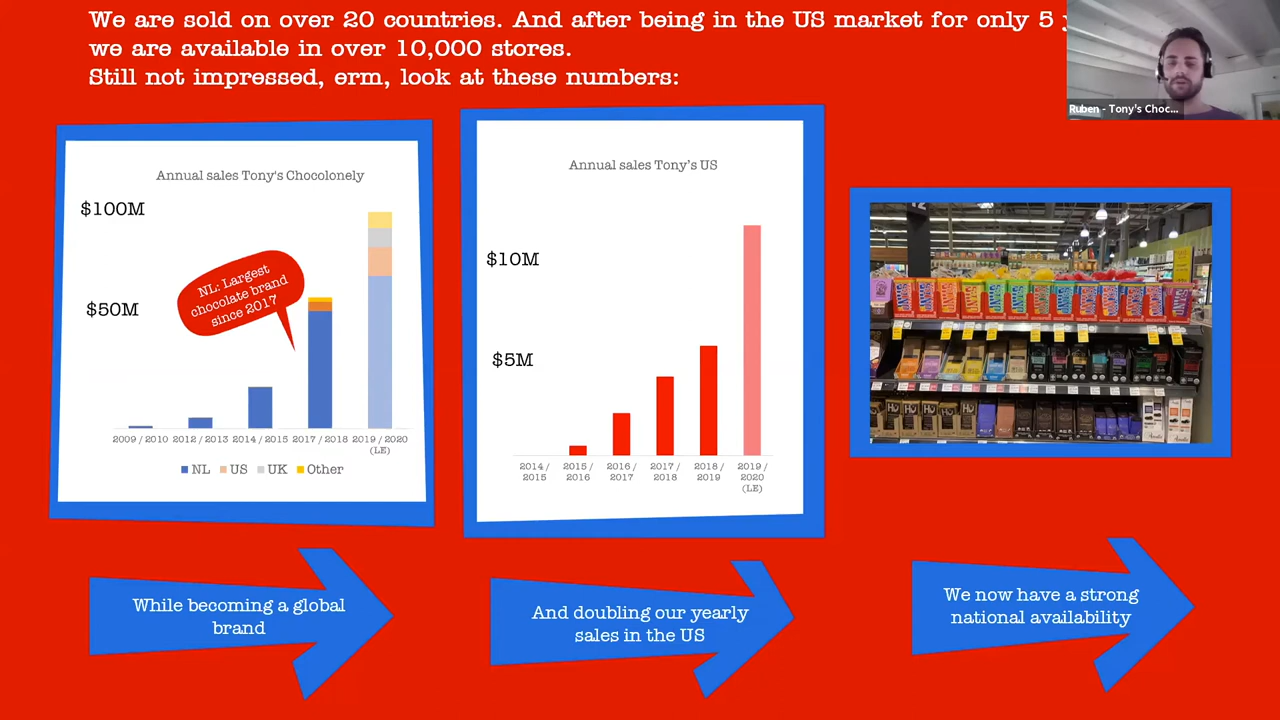 We are sold on over 20 countries. And after being in the US market for only 5
we are available in over 10,000 stores.
Still not impressed, erm, look at these numbers:
Ruben - Tony's Choc...
Annual sales Tony's Chocolonely
$100M
$50M
NL: Largest
chocolate brand
since 2017
2009 / 2010 2012 / 2013 2014 / 2015 2017 / 2018 2019 / 2020
(LE)
NL US UK Other
Annual sales Tony's US
$10M
$5M
2014 / 2015 / 2016 / 2017 / 2018 / 2019 /
2015 2016 2017 2018 2019 2020
(LE)
HU HU HU
While becoming a global
brand
And doubling our yearly
sales in the US
We now have a strong
national availability